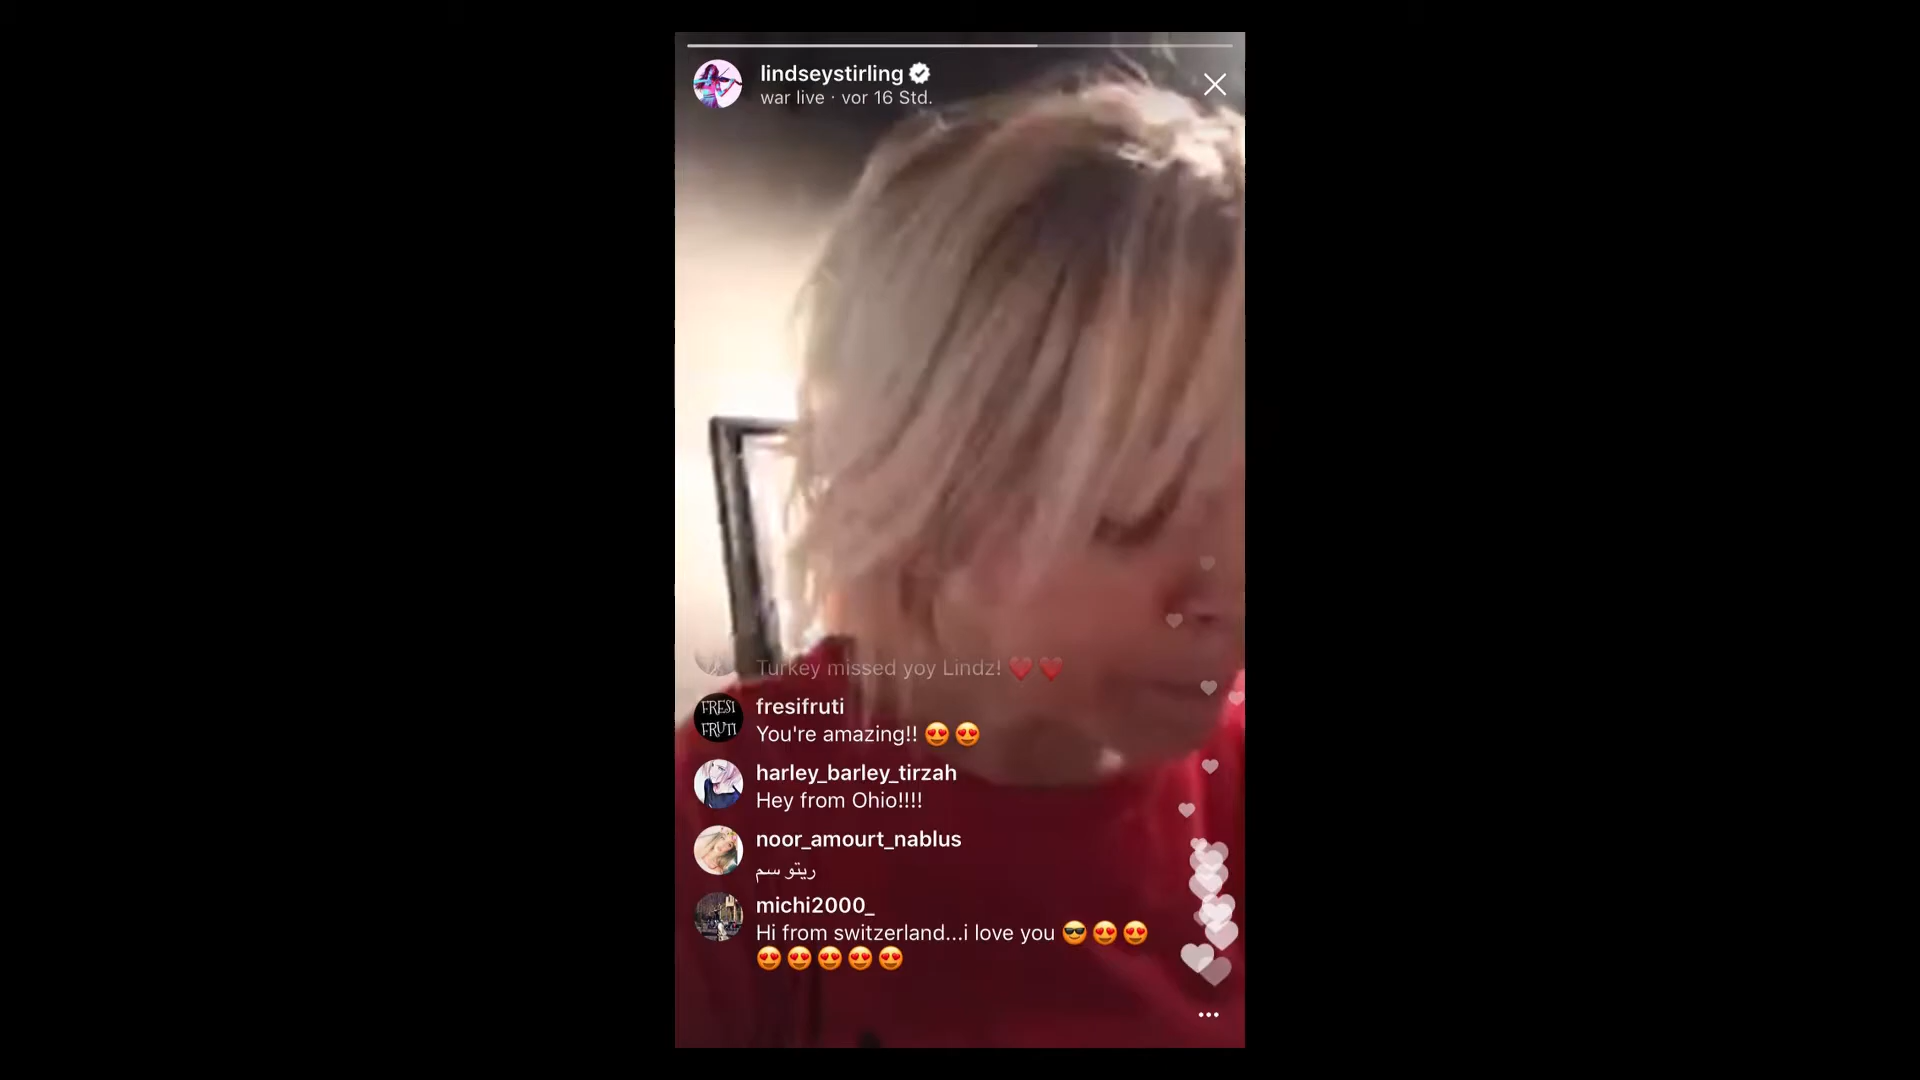 lindseystirling
war live · vor 16 Std.
Turkey missed yoy Lindz! ❤️ ❤️
FRESI
FRUTI
fresifruti
You're amazing!! 😍 😍
harley_barley_tirzah
Hey from Ohio!!!!
noor_amourt_nablus
ريتو سم
michi2000_
Hi from switzerland...i love you 😎 😍 😍
😍 😍 😍 😍 😍